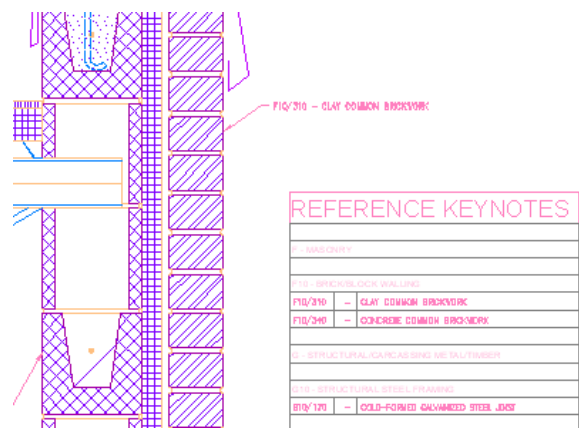 F10/310 - CLAY COMMON BRICKWORK
REFERENCE KEYNOTES
F - MASONRY
F10 - BRICK/BLOCK WALLING
F10/310 - CLAY COMMON BRICKWORK
F10/340 - CONCRETE COMMON BRICKWORK
G - STRUCTURAL/CARCASSING METAL/TIMBER
G10 - STRUCTURAL STEEL FRAMING
G10/120 - COLD-FORMED GALVANIZED STEEL JOIST